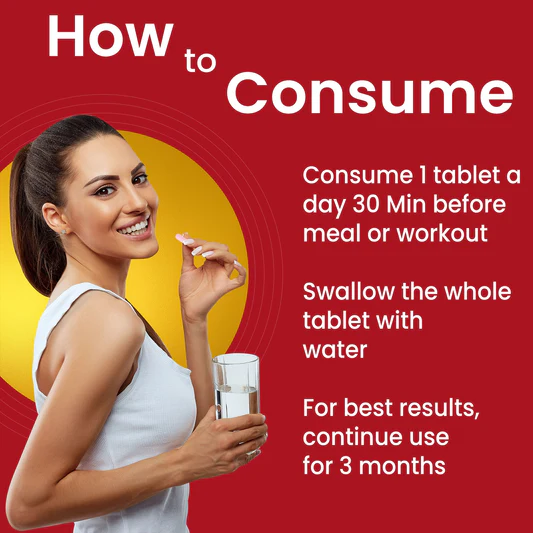 How
to
Consume
Consume 1 tablet a
day 30 Min before
meal or workout
Swallow the whole
tablet with
water
For best results,
continue use
for 3 months